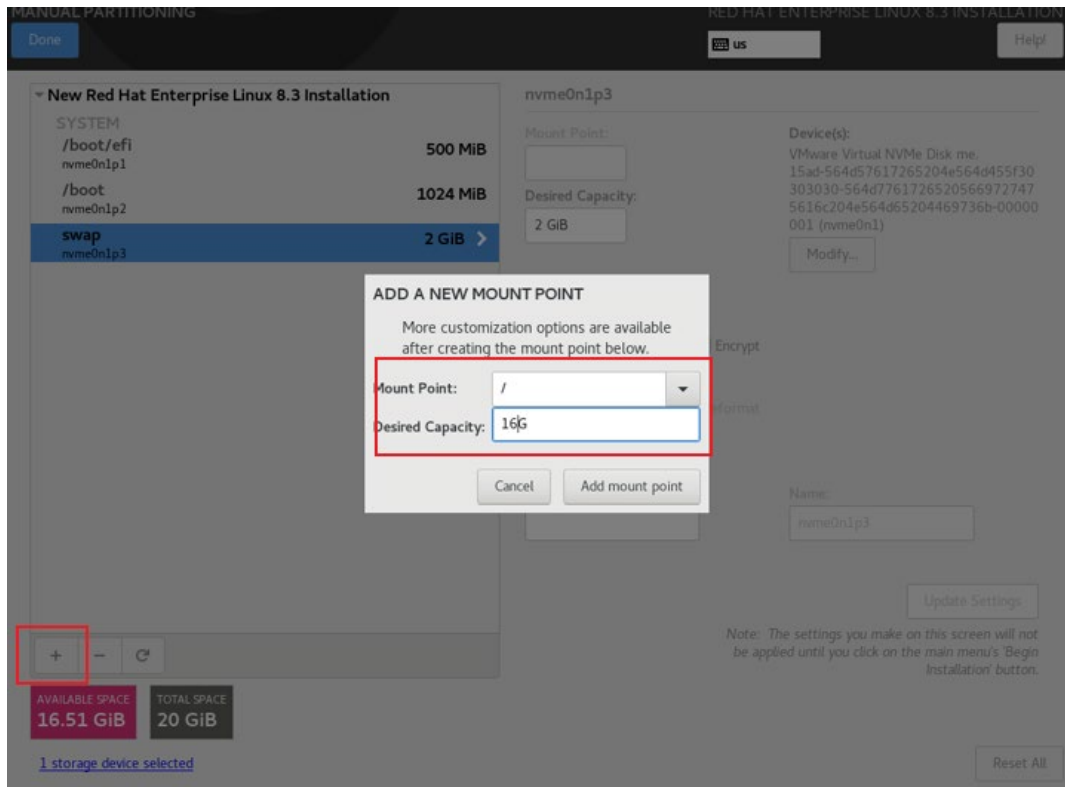 MANUAL PARTITIONING
RED HAT ENTERPRISE LINUX 8.3 INSTALLATION
Done
us
Help!
New Red Hat Enterprise Linux 8.3 Installation
SYSTEM
/boot/efi
500 MiB
nvme0n1p1
/boot
1024 MiB
nvme0n1p2
swap
2 GiB
nvme0n1p3
nvme0n1p3
Mount Point:
Desired Capacity:
2 GiB
Device(s):
VMware Virtual NVMe Disk me.
15ad-564d57617265204e564d455f30
303030-564d7761726520566972747
5616c204e564d65204469736b-00000
001 (nvme0n1)
Modify...
ADD A NEW MOUNT POINT
More customization options are available
after creating the mount point below.
Mount Point:
/
Desired Capacity:
16G
Cancel
Add mount point
Encrypt
Name:
nvme0n1p3
Update Settings
Note: The settings you make on this screen will not
be applied until you click on the main menu's 'Begin
Installation' button.
+
-
AVAILABLE SPACE
16.51 GiB
TOTAL SPACE
20 GiB
1 storage device selected
Reset All